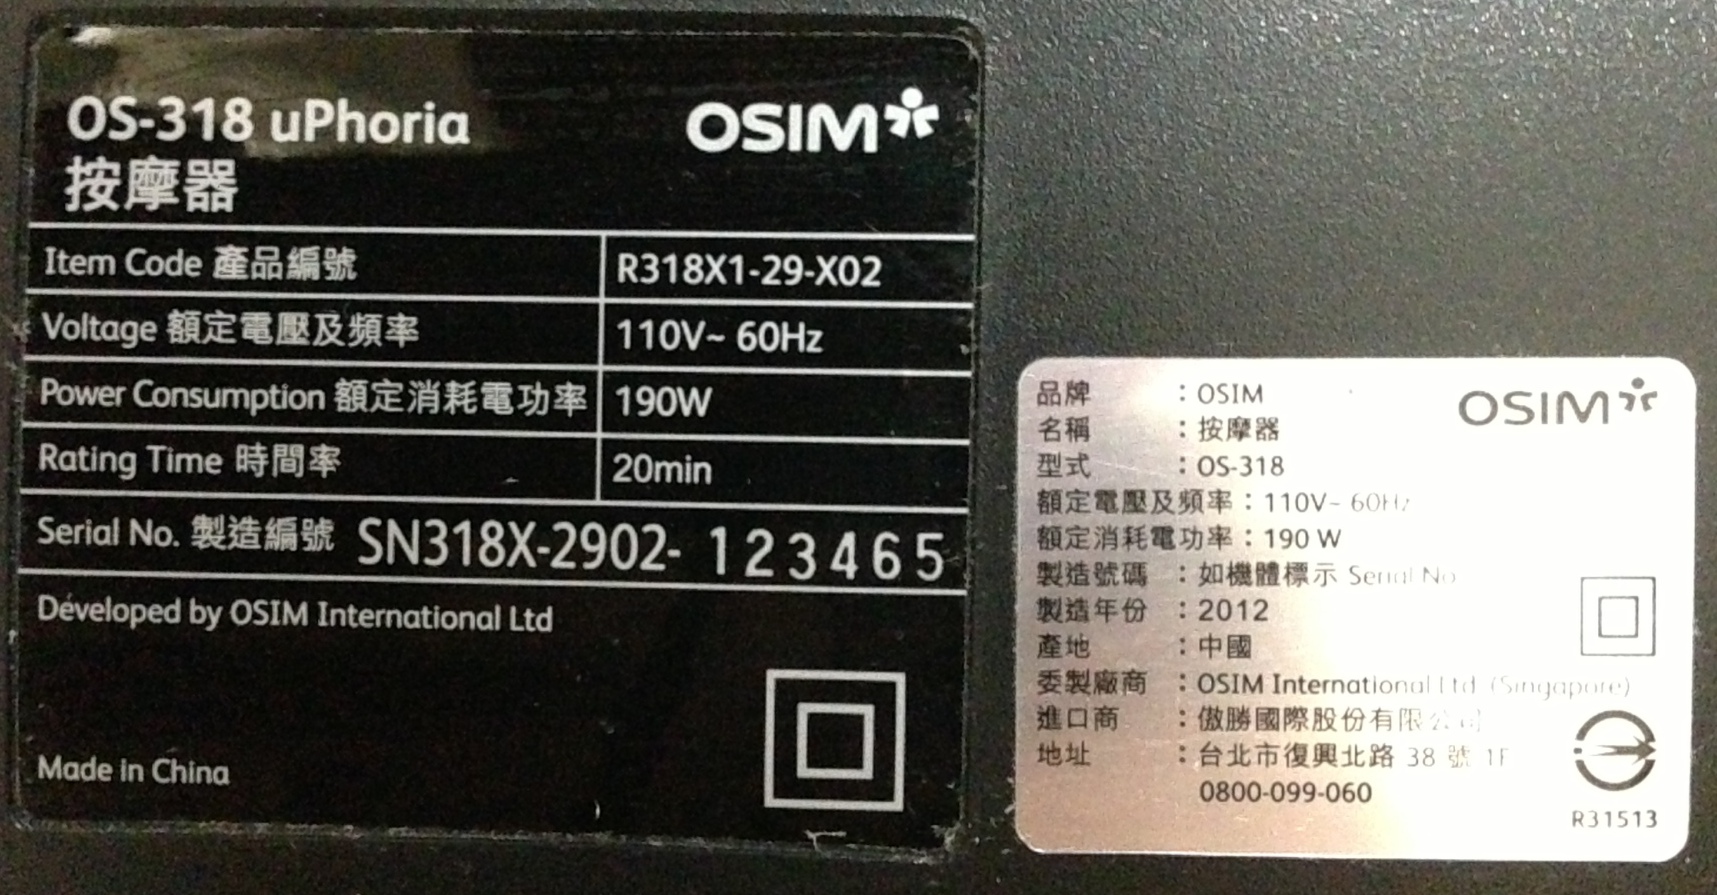 OS-318 uPhoria
OSIM
按摩器
Item Code 產品編號 R318X1-29-X02
Voltage 額定電壓及頻率 110V~ 60Hz
Power Consumption 額定消耗電功率 190W
Rating Time 時間率 20min
Serial No. 製造編號 SN318X-2902- 123465
Developed by OSIM International Ltd
Made in China
OSIM
品牌 : OSIM
名稱 : 按摩器
型式 : OS-318
額定電壓及頻率 : 110V~ 60Hz
額定消耗電功率 : 190 W
製造號碼 : 如機體標示 Serial No
製造年份 : 2012
產地 : 中國
委製廠商 : OSIM International Ltd (Singapore)
進口商 : 傲勝國際股份有限公司
地址 : 台北市復興北路 38 號 1F
0800-099-060
R31513